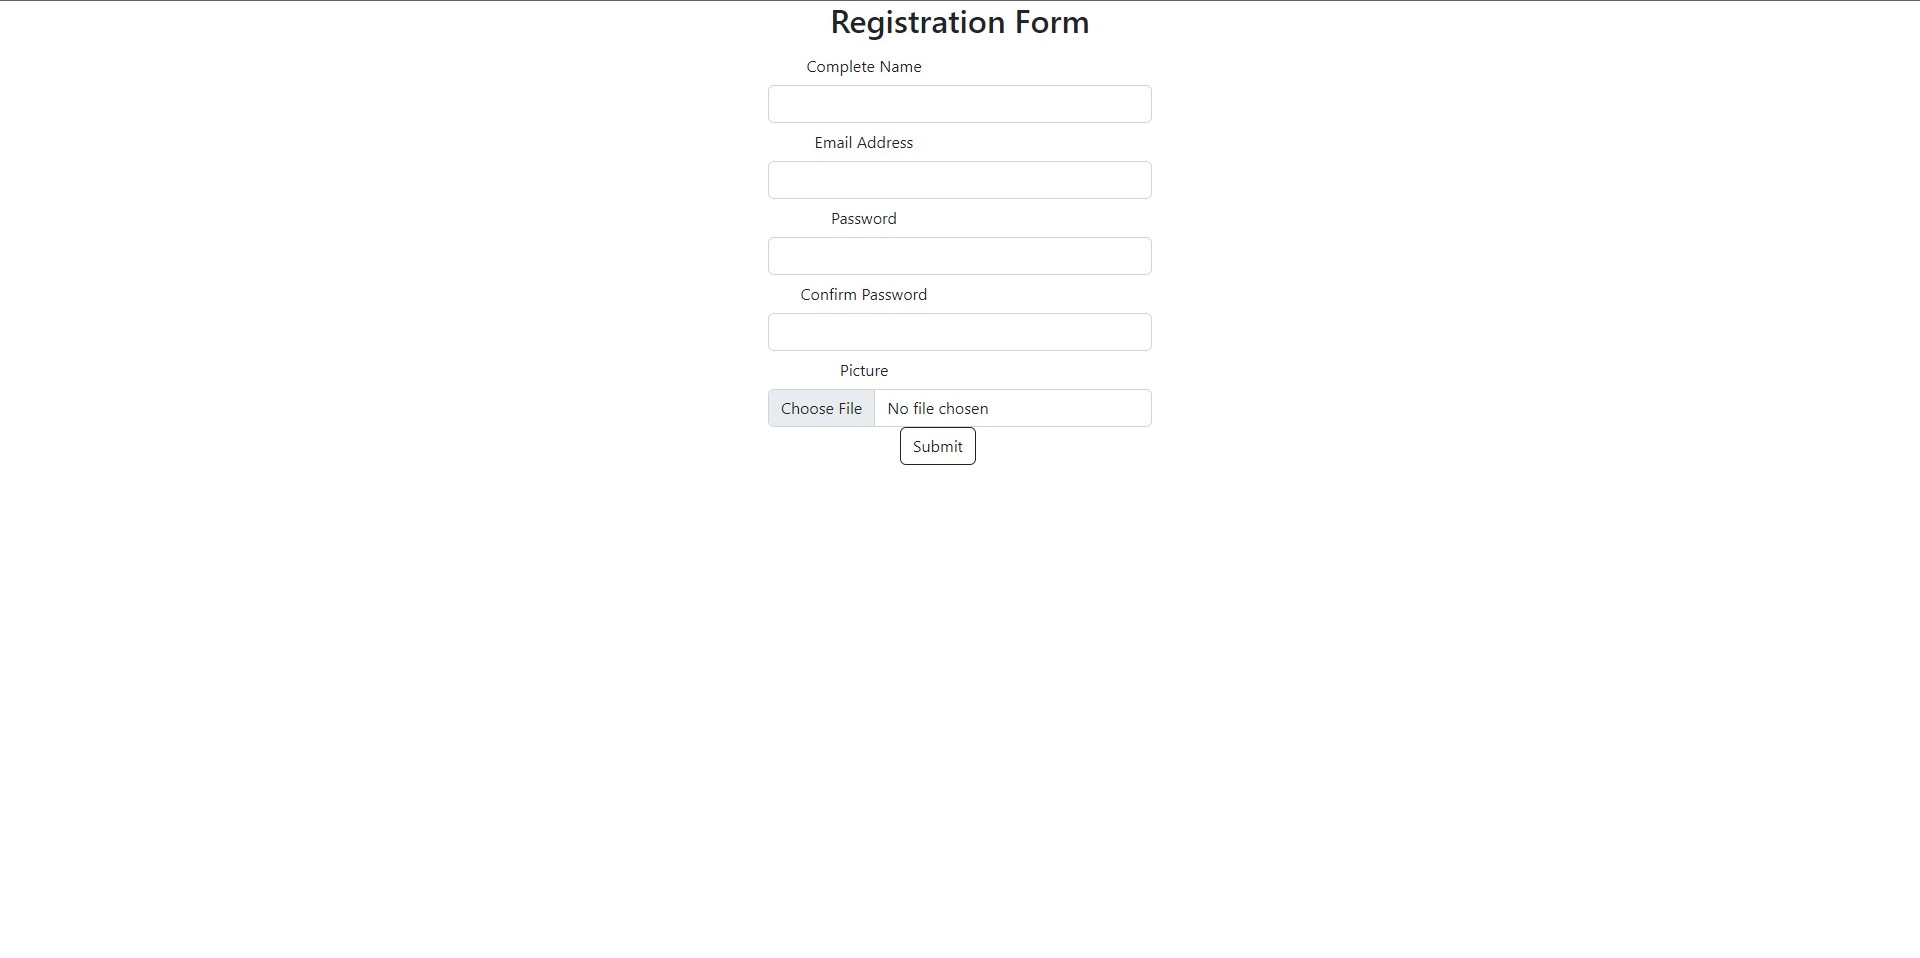 Registration Form
Complete Name
Email Address
Password
Confirm Password
Picture
Choose File No file chosen
Submit